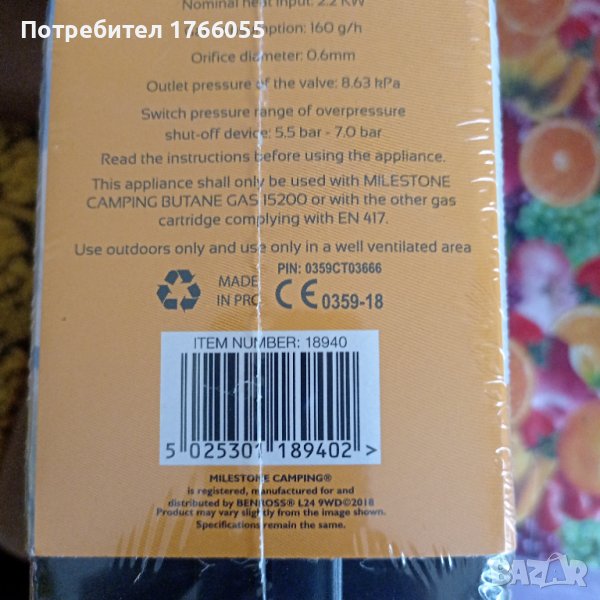 Потребител 1766055
Nominal heat input: 2.2 KW
160 g/h
Orifice diameter: 0.6mm
Outlet pressure of the valve: 8.63 kPa
Switch pressure range of overpressure
shut-off device: 5.5 bar - 7.0 bar
Read the instructions before using the appliance.
This appliance shall only be used with MILESTONE
CAMPING BUTANE GAS 15200 or with the other gas
cartridge complying with EN 417.
Use outdoors only and use only in a well ventilated area
PIN: 0359CT03666
MADE
IN PRC
CE 0359-18
ITEM NUMBER: 18940
5 025301 189402 >
MILESTONE CAMPING®
is registered, manufactured for and
distributed by BENROSS® L24 9WD©2018
Product may vary slightly from the image shown.
Specifications remain the same.
BAZAR